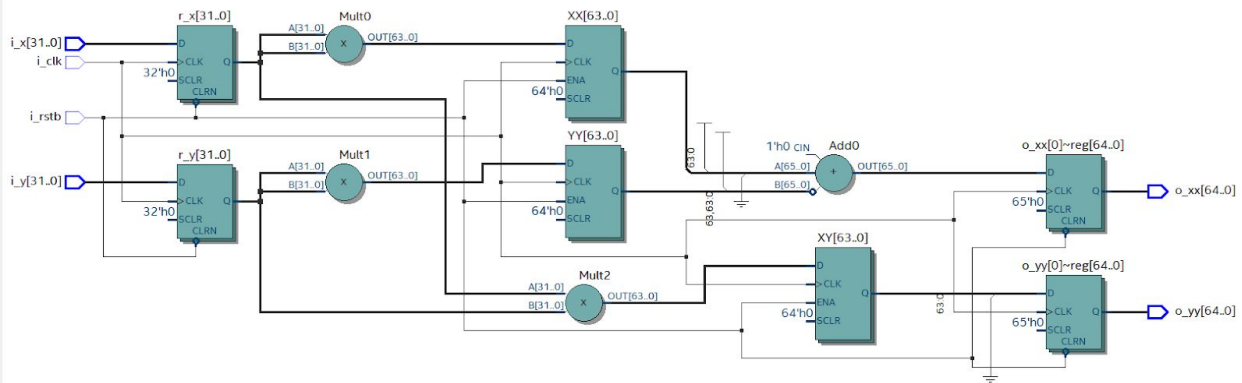 r_x[31..0]
i_x[31..0]
D
i_clk
>CLK
Q
32'h0
SCLR
CLRN
i_rstb
Mult0
A[31..0]
B[31..0]
x
OUT[63..0]
XX[63..0]
D
>CLK
Q
ENA
64'h0
SCLR
r_y[31..0]
i_y[31..0]
D
>CLK
Q
32'h0
SCLR
CLRN
Mult1
A[31..0]
B[31..0]
x
OUT[63..0]
YY[63..0]
D
>CLK
Q
ENA
64'h0
SCLR
Mult2
A[31..0]
B[31..0]
x
OUT[63..0]
63:0
63,63:0
1'h0 CIN
Add0
A[65..0]
B[65..0]
+
OUT[65..0]
XY[63..0]
D
>CLK
Q
ENA
64'h0
SCLR
63:0
o_xx[0]~reg[64..0]
D
>CLK
Q
65'h0
SCLR
CLRN
o_xx[64..0]
o_yy[0]~reg[64..0]
D
>CLK
Q
65'h0
SCLR
CLRN
o_yy[64..0]